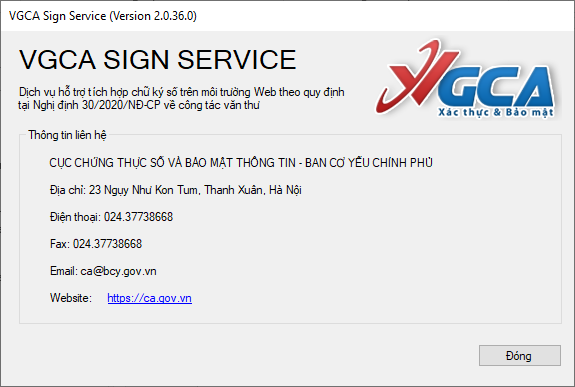 VGCA Sign Service (Version 2.0.36.0)
VGCA SIGN SERVICE
Dịch vụ hỗ trợ tích hợp chữ ký số trên môi trường Web theo quy định
tại Nghị định 30/2020/NĐ-CP về công tác văn thư
VGCA
Xác thực & Bảo mật
Thông tin liên hệ
CỤC CHỨNG THỰC SỐ VÀ BẢO MẬT THÔNG TIN - BAN CƠ YẾU CHÍNH PHỦ
Địa chỉ: 23 Ngụy Như Kon Tum, Thanh Xuân, Hà Nội
Điện thoại: 024.37738668
Fax: 024.37738668
Email: ca@bcy.gov.vn
Website: https://ca.gov.vn
Đóng